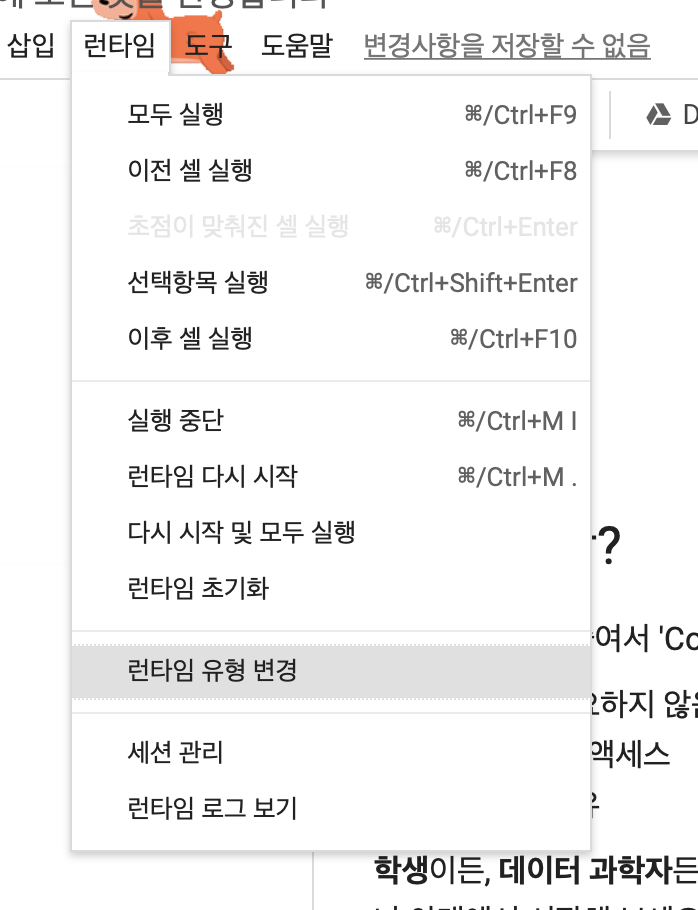 삽입 런타임 도구 도움말 변경사항을 저장할 수 없음
모두 실행 ⌘/Ctrl+F9
이전 셀 실행 ⌘/Ctrl+F8
초점이 맞춰진 셀 실행 ⌘/Ctrl+Enter
선택항목 실행 ⌘/Ctrl+Shift+Enter
이후 셀 실행 ⌘/Ctrl+F10
실행 중단 ⌘/Ctrl+M I
런타임 다시 시작 ⌘/Ctrl+M .
다시 시작 및 모두 실행
?
런타임 초기화
여서 'Co
런타임 유형 변경
하지 않은
세션 관리
액세스
런타임 로그 보기
학생이든, 데이터 과학자든